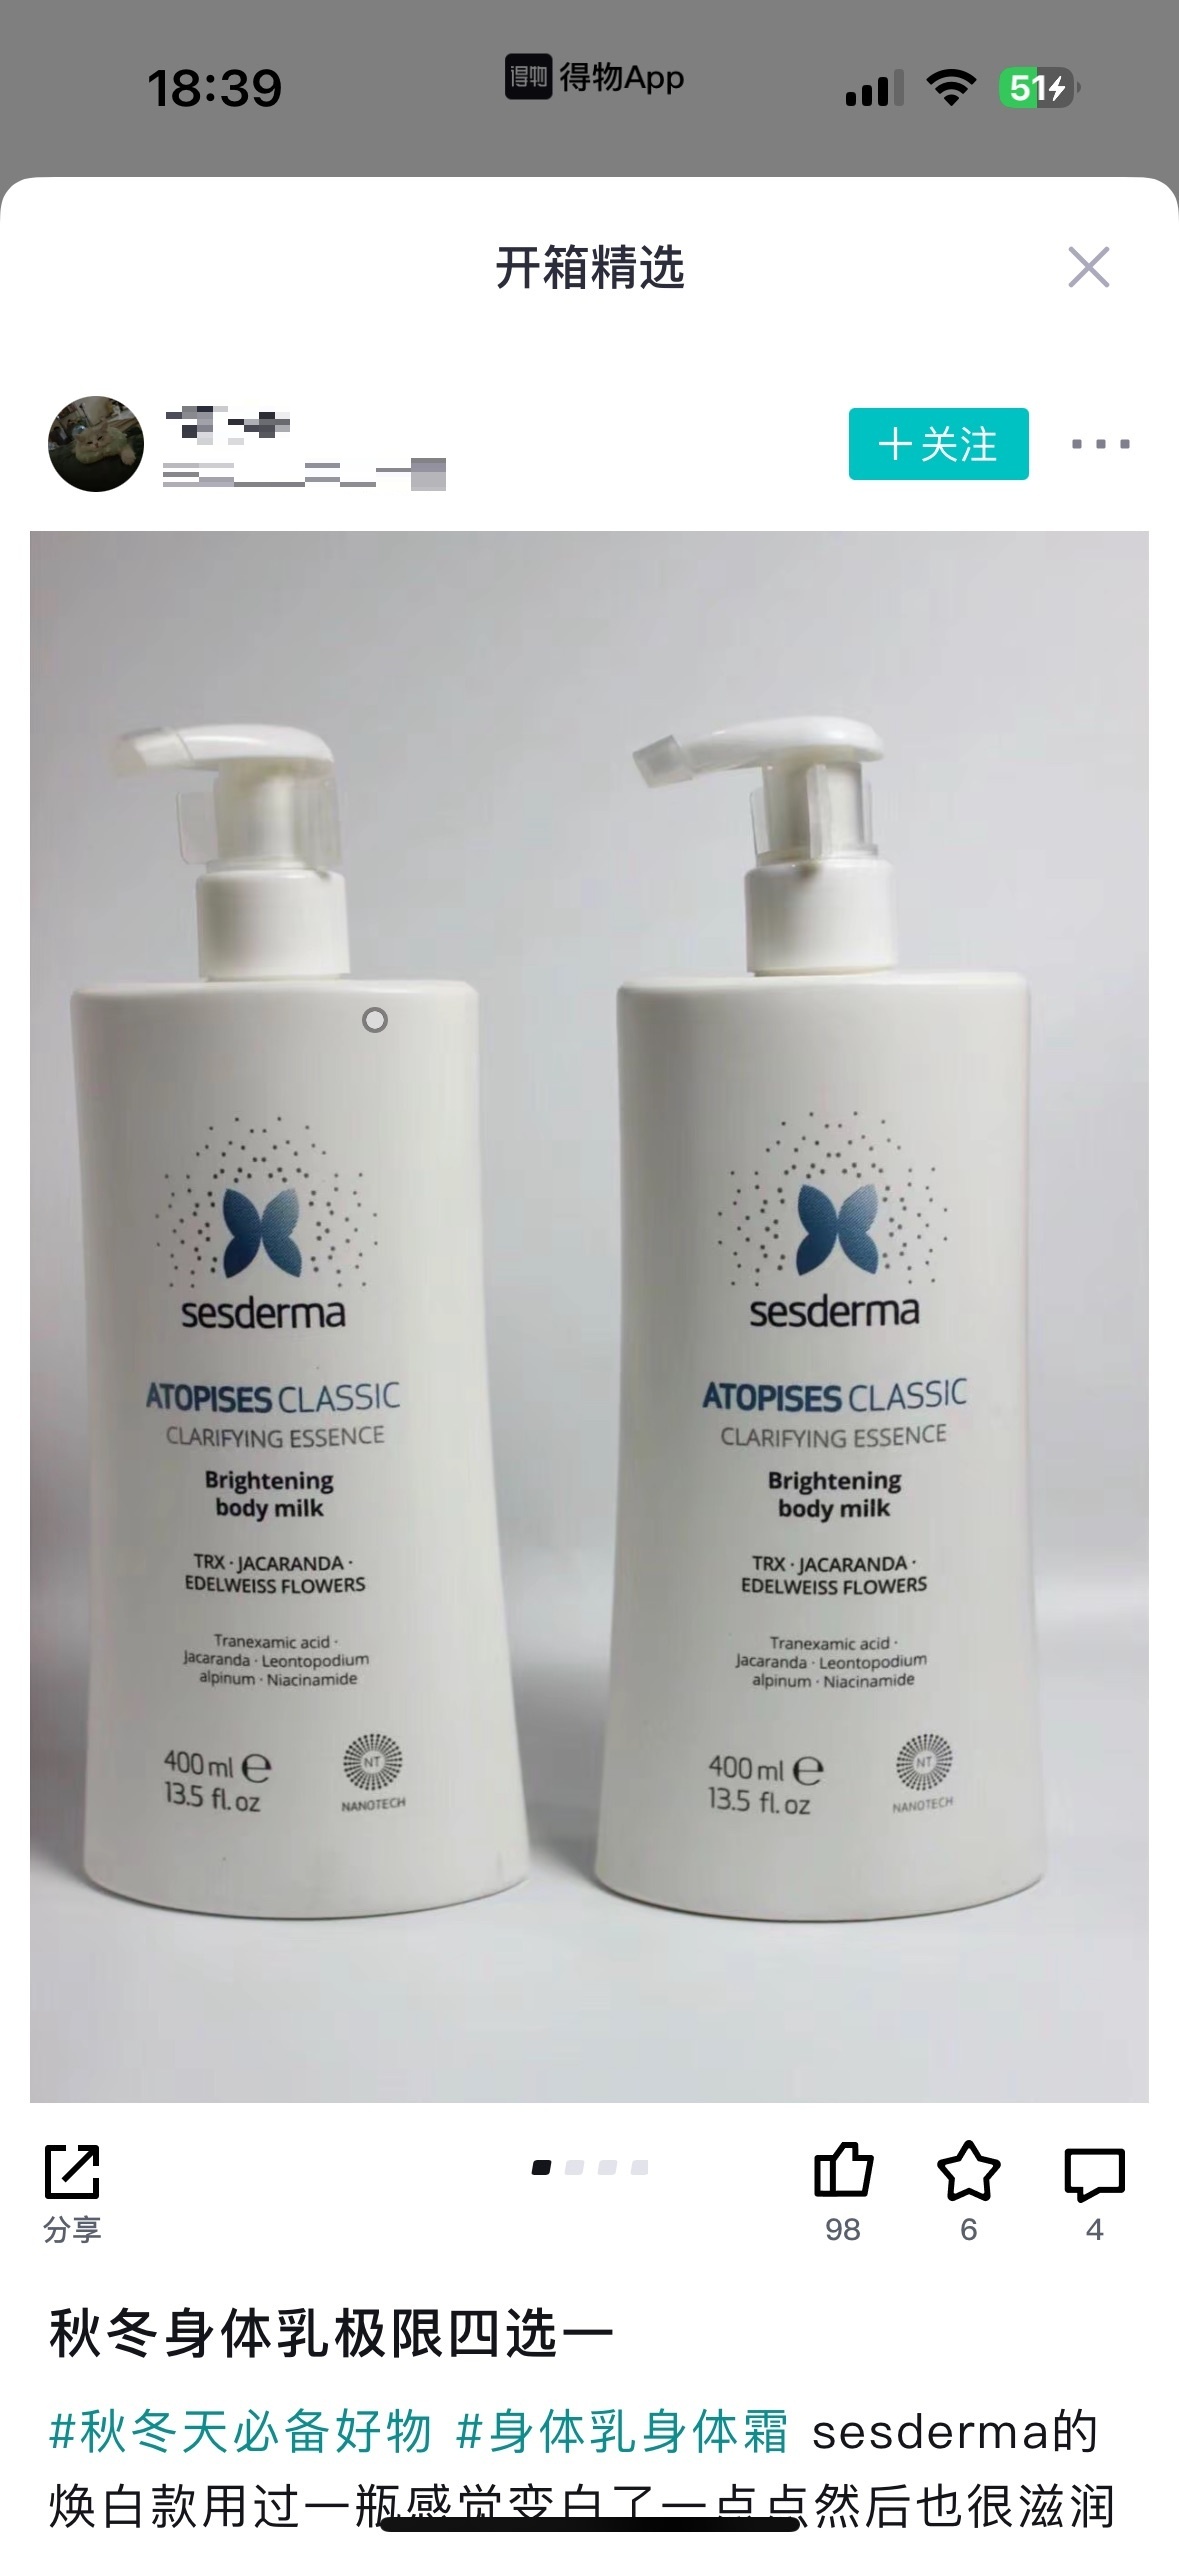 18:39
得物 得物App
51
开箱精选
+关注
sesderma
ATOPISES CLASSIC
CLARIFYING ESSENCE
Brightening
body milk
TRX · JACARANDA ·
EDELWEISS FLOWERS
Tranexamic acid ·
Jacaranda · Leontopodium
alpinum · Niacinamide
400 ml e
13.5 fl. oz
NT
NANOTECH
sesderma
ATOPISES CLASSIC
CLARIFYING ESSENCE
Brightening
body milk
TRX · JACARANDA ·
EDELWEISS FLOWERS
Tranexamic acid ·
Jacaranda · Leontopodium
alpinum · Niacinamide
400 ml e
13.5 fl. oz
NT
NANOTECH
分享
98
6
4
秋冬身体乳极限四选一
#秋冬天必备好物 #身体乳身体霜 sesderma的
焕白款用过一瓶感觉变白了一点点然后也很滋润